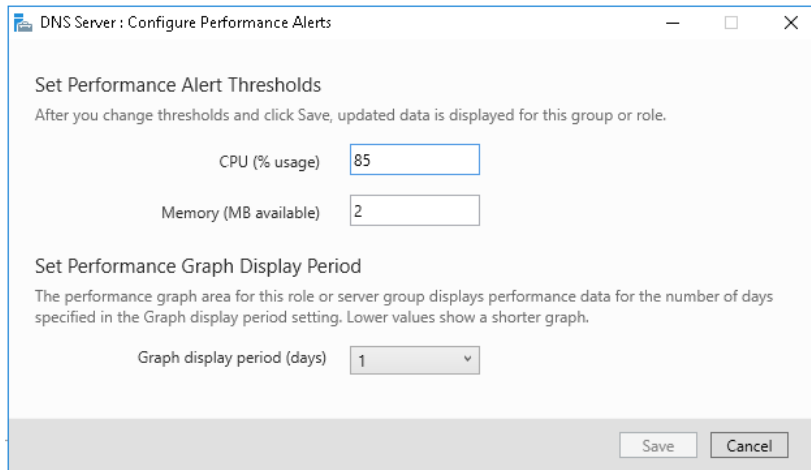 DNS Server : Configure Performance Alerts
Set Performance Alert Thresholds
After you change thresholds and click Save, updated data is displayed for this group or role.
CPU (% usage) 85
Memory (MB available) 2
Set Performance Graph Display Period
The performance graph area for this role or server group displays performance data for the number of days
specified in the Graph display period setting. Lower values show a shorter graph.
Graph display period (days) 1
Save Cancel